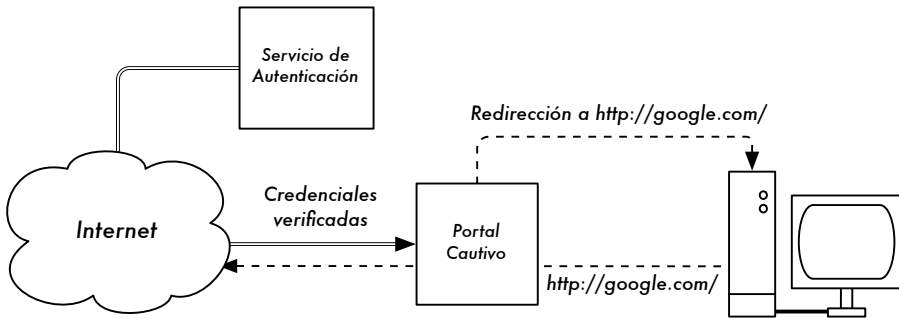 Servicio de
Autenticación
Redirección a http://google.com/
Credenciales
verificadas
Internet
Portal
Cautivo
http://google.com/